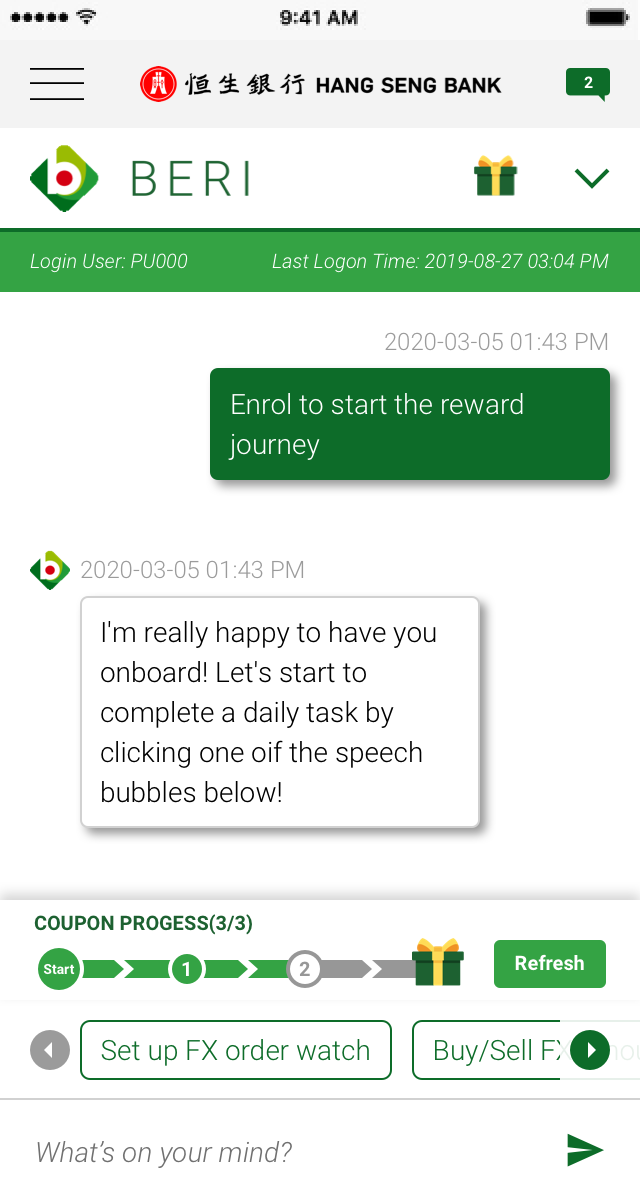 9:41 AM
恒生銀行 HANG SENG BANK
2
BERI
Login User: PU000
Last Logon Time: 2019-08-27 03:04 PM
2020-03-05 01:43 PM
Enrol to start the reward
journey
2020-03-05 01:43 PM
I'm really happy to have you
onboard! Let's start to
complete a daily task by
clicking one oif the speech
bubbles below!
COUPON PROGESS(3/3)
Start
1
2
Refresh
Set up FX order watch
Buy/Sell FX
What's on your mind?